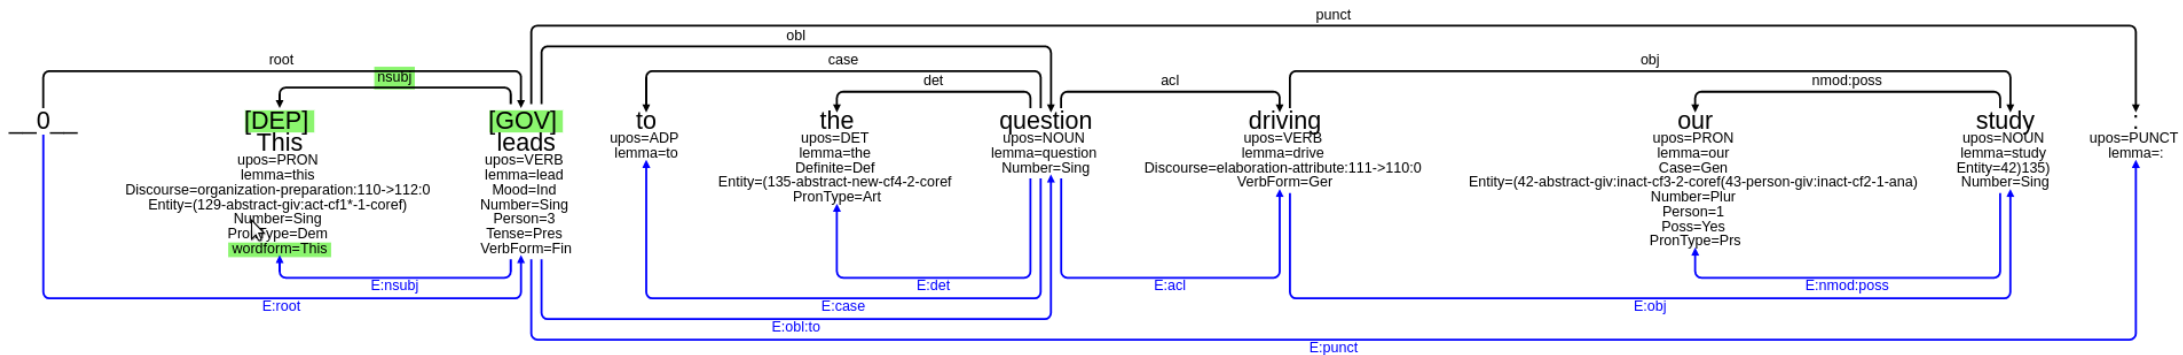 punct
obl
root
case
obj
nsubj
det
acl
nmod:poss
0
[DEP]
This
upos=PRON
lemma=this
Discourse=organization-preparation:110->112:0
Entity=(129-abstract-giv:act-cf1*-1-coref)
Number=Sing
PronType=Dem
wordform=This
[GOV]
leads
upos=VERB
lemma=lead
Mood=Ind
Number=Sing
Person=3
Tense=Pres
VerbForm=Fin
to
upos=ADP
lemma=to
the
upos=DET
lemma=the
Definite=Def
Entity=(135-abstract-new-cf4-2-coref
PronType=Art
question
upos=NOUN
lemma=question
Number=Sing
driving
upos=VERB
lemma=drive
Discourse=elaboration-attribute:111->110:0
VerbForm=Ger
our
upos=PRON
lemma=our
Case=Gen
Entity=(42-abstract-giv:inact-cf3-2-coref(43-person-giv:inact-cf2-1-ana)
Number=Plur
Person=1
Poss=Yes
PronType=Prs
study
upos=NOUN
lemma=study
Entity=42)135)
Number=Sing
:
upos=PUNCT
lemma=:
E:nsubj
E:det
E:acl
E:nmod:poss
E:root
E:case
E:obj
E:obl:to
E:punct